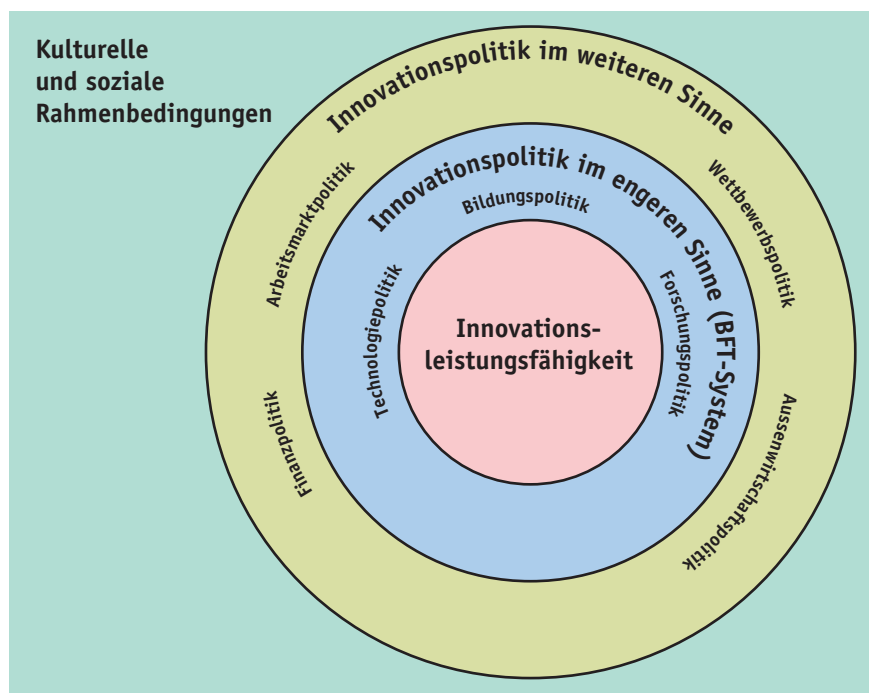 Kulturelle
und soziale
Rahmenbedingungen
Innovationspolitik im weiteren Sinne
Arbeitsmarktpolitik
Wettbewerbspolitik
Finanzpolitik
Aussenwirtschaftspolitik
Innovationspolitik im engeren Sinne (BFT-System)
Bildungspolitik
Technologiepolitik
Forschungspolitik
Innovations-
leistungsfähigkeit